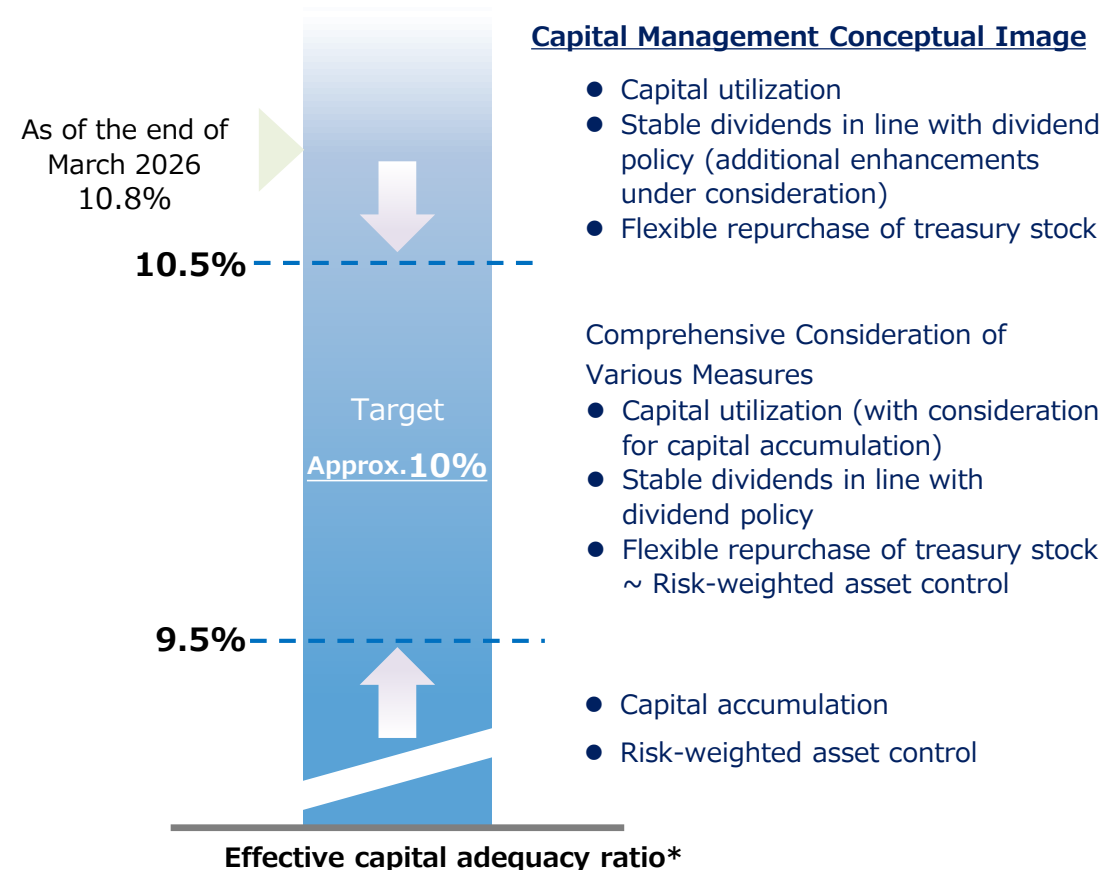 Capital Management Conceptual Image
As of the end of
March 2026
10.8%
● Capital utilization
● Stable dividends in line with dividend
policy (additional enhancements
under consideration)
● Flexible repurchase of treasury stock
10.5%
Target
Approx.10%
Comprehensive Consideration of
Various Measures
● Capital utilization (with consideration
for capital accumulation)
● Stable dividends in line with
dividend policy
● Flexible repurchase of treasury stock
~ Risk-weighted asset control
9.5%
● Capital accumulation
● Risk-weighted asset control
Effective capital adequacy ratio*